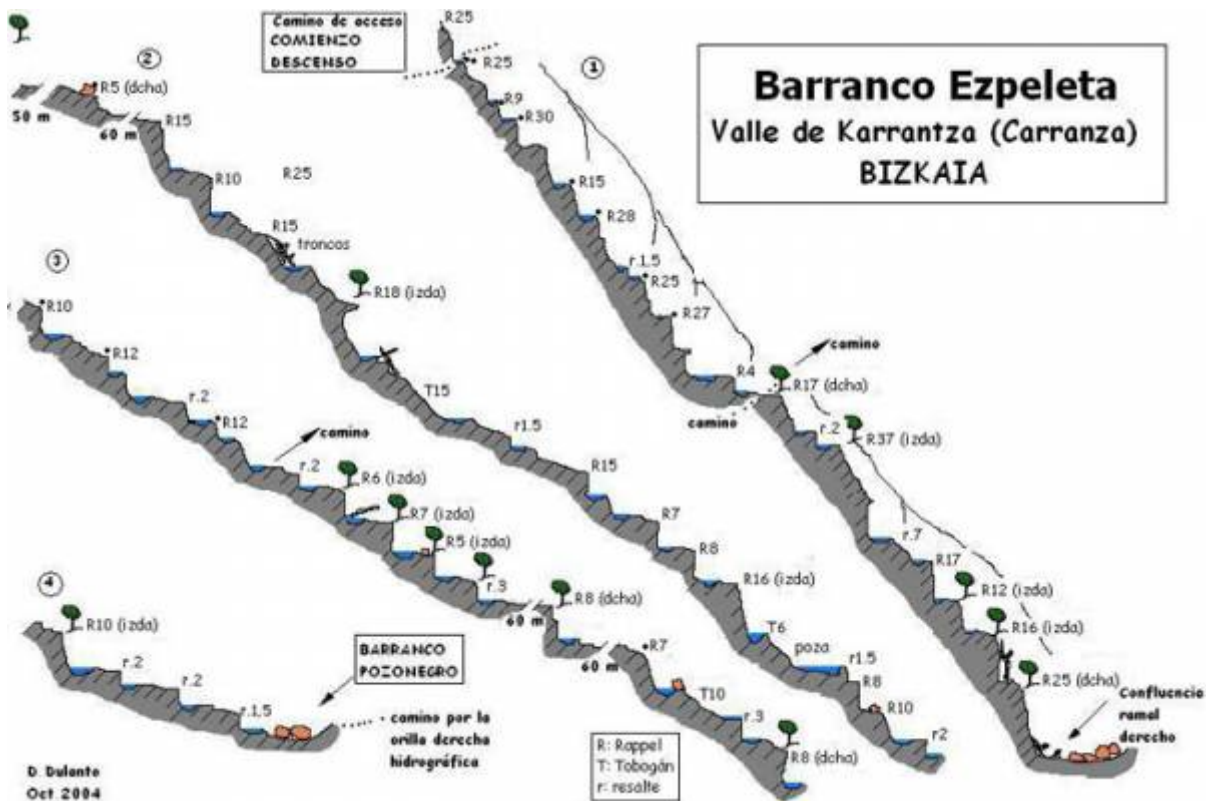 Barranco Ezpeleta
Valle de Karrantza (Carranza)
BIZKAIA
Camino de acceso
COMIENZO
DESCENSO
1
R25
R25
R9
R30
R15
R28
r.1.5
R25
R27
R4
camino
camino
R17 (dcha)
r.2
R37 (izda)
r.7
R17
R12 (izda)
R16 (izda)
R25 (dcha)
Confluencia
ramal
derecho
2
50 m
R5 (dcha)
60 m
R15
R10
R25
R15
troncos
R18 (izda)
T15
r1.5
R15
R7
R8
R16 (izda)
T6
poza
r1.5
R8
R10
r2
3
R10
R12
r.2
R12
camino
r.2
R6 (izda)
R7 (izda)
R5 (izda)
r.3
60 m
R8 (dcha)
60 m
R7
T10
r.3
R8 (dcha)
4
R10 (izda)
r.2
r.2
r.1.5
BARRANCO
POZONEGRO
camino por la
orilla derecha
hidrográfica
R: Rappel
T: Tobogán
r: resalte
D. Dulanto
Oct 2004